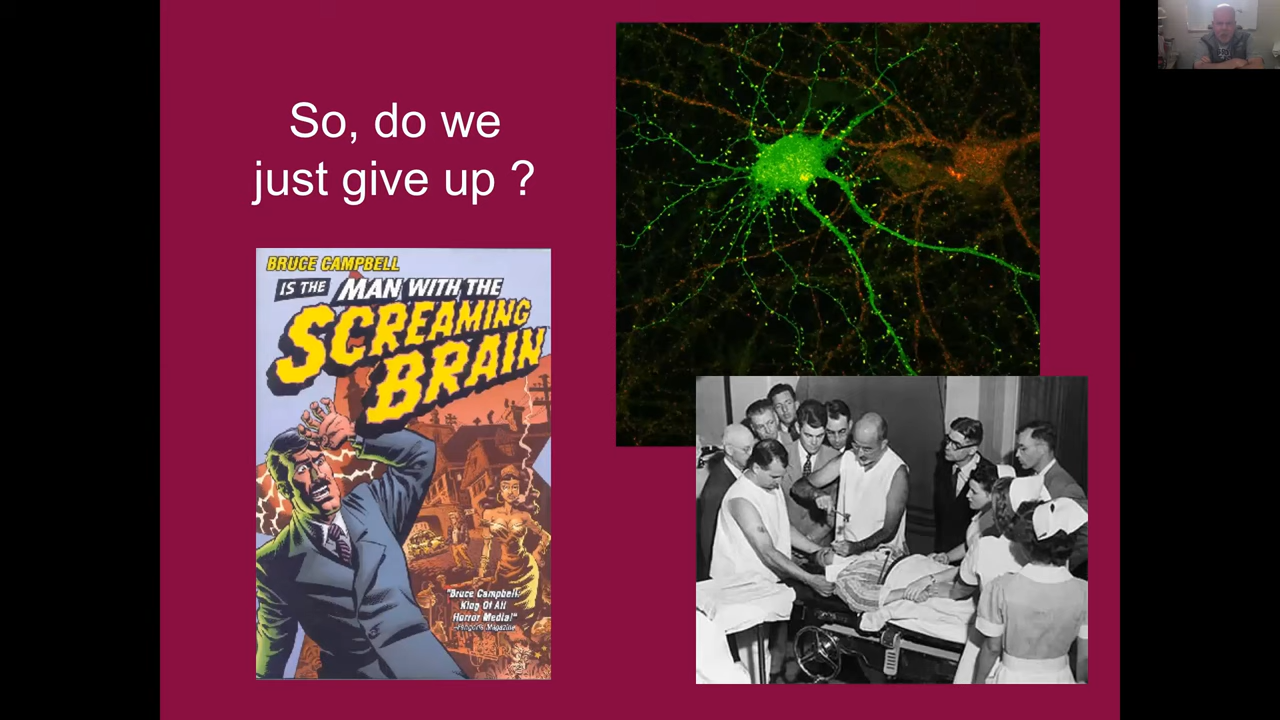 So, do we
just give up ?
BRUCE CAMPBELL
IS THE MAN WITH THE
SCREAMING
BRAIN
"Bruce Campbell:
King Of All
Horror Media!"